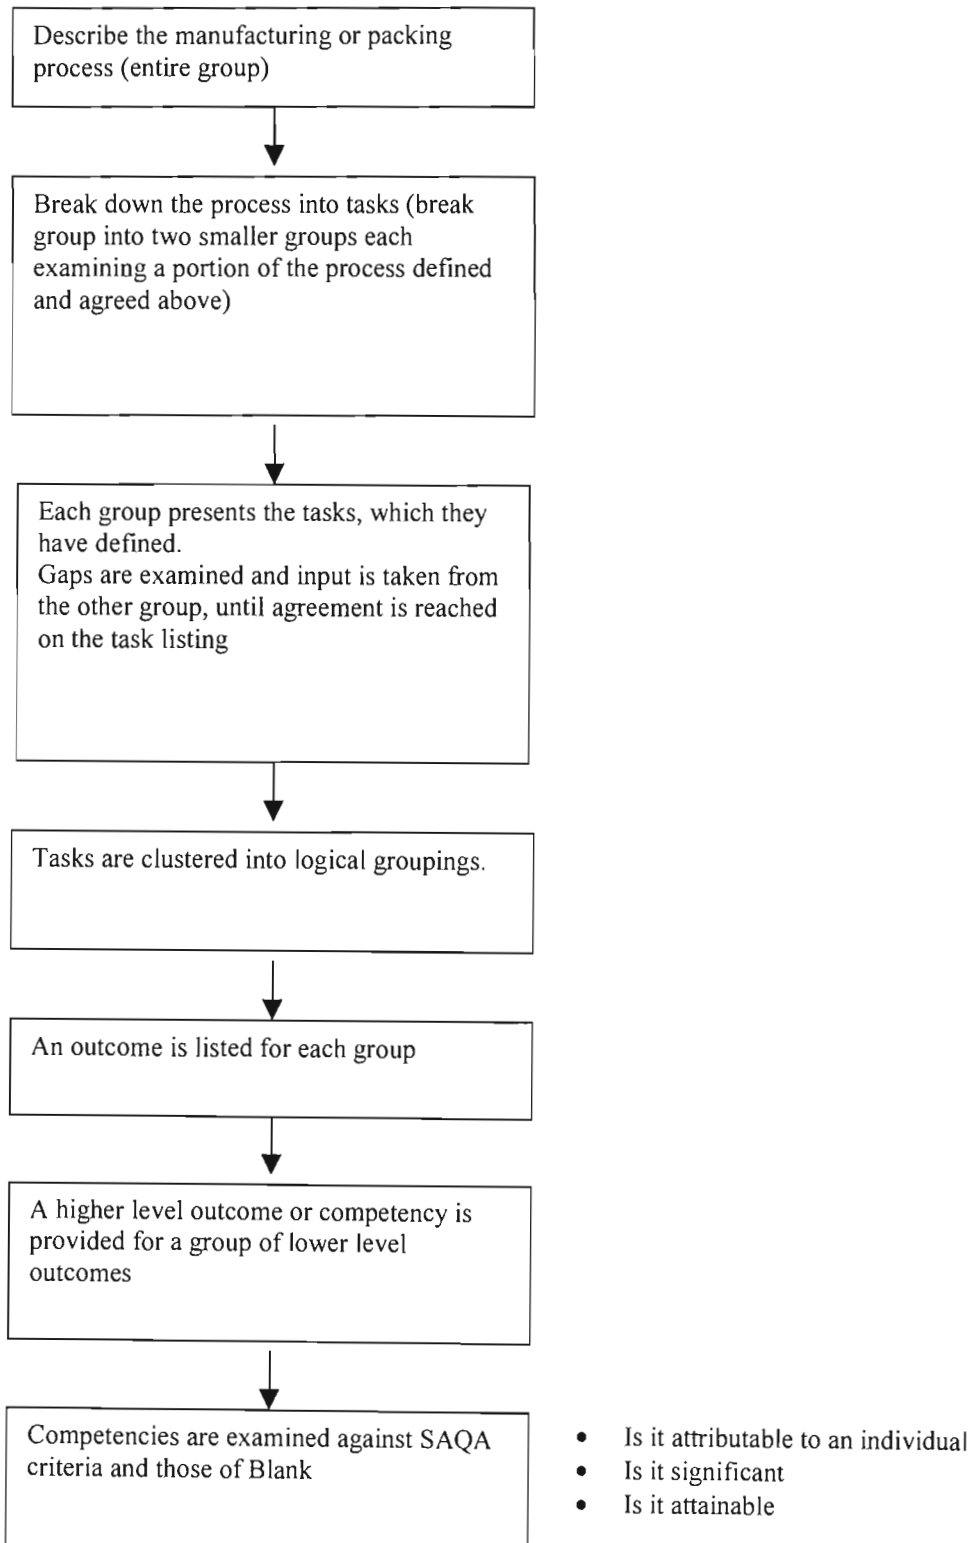 Describe the manufacturing or packing
process (entire group)
Break down the process into tasks (break
group into two smaller groups each
examining a portion of the process defined
and agreed above)
Each group presents the tasks, which they
have defined.
Gaps are examined and input is taken from
the other group, until agreement is reached
on the task listing
Tasks are clustered into logical groupings.
An outcome is listed for each group
A higher level outcome or competency is
provided for a group of lower level
outcomes
Competencies are examined against SAQA
criteria and those of Blank
• Is it attributable to an individual
• Is it significant
• Is it attainable